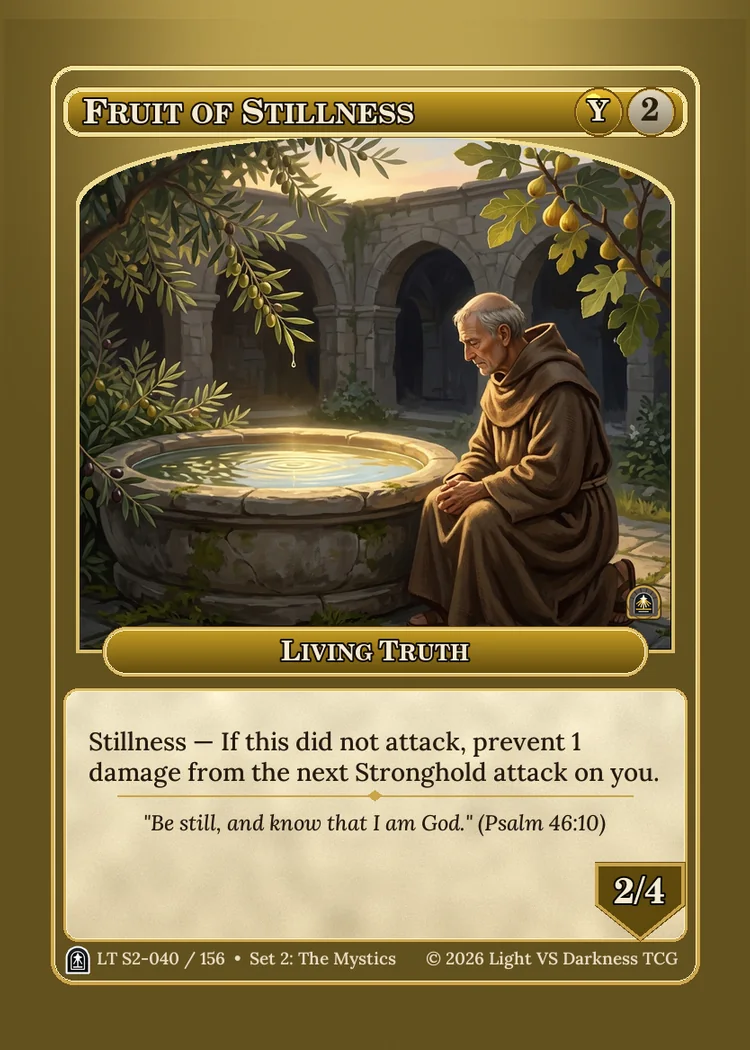 Fruit of Stillness Y 2
Living Truth
Stillness — If this did not attack, prevent 1
damage from the next Stronghold attack on you.
"Be still, and know that I am God." (Psalm 46:10)
2/4
LT S2-040 / 156 • Set 2: The Mystics © 2026 Light VS Darkness TCG